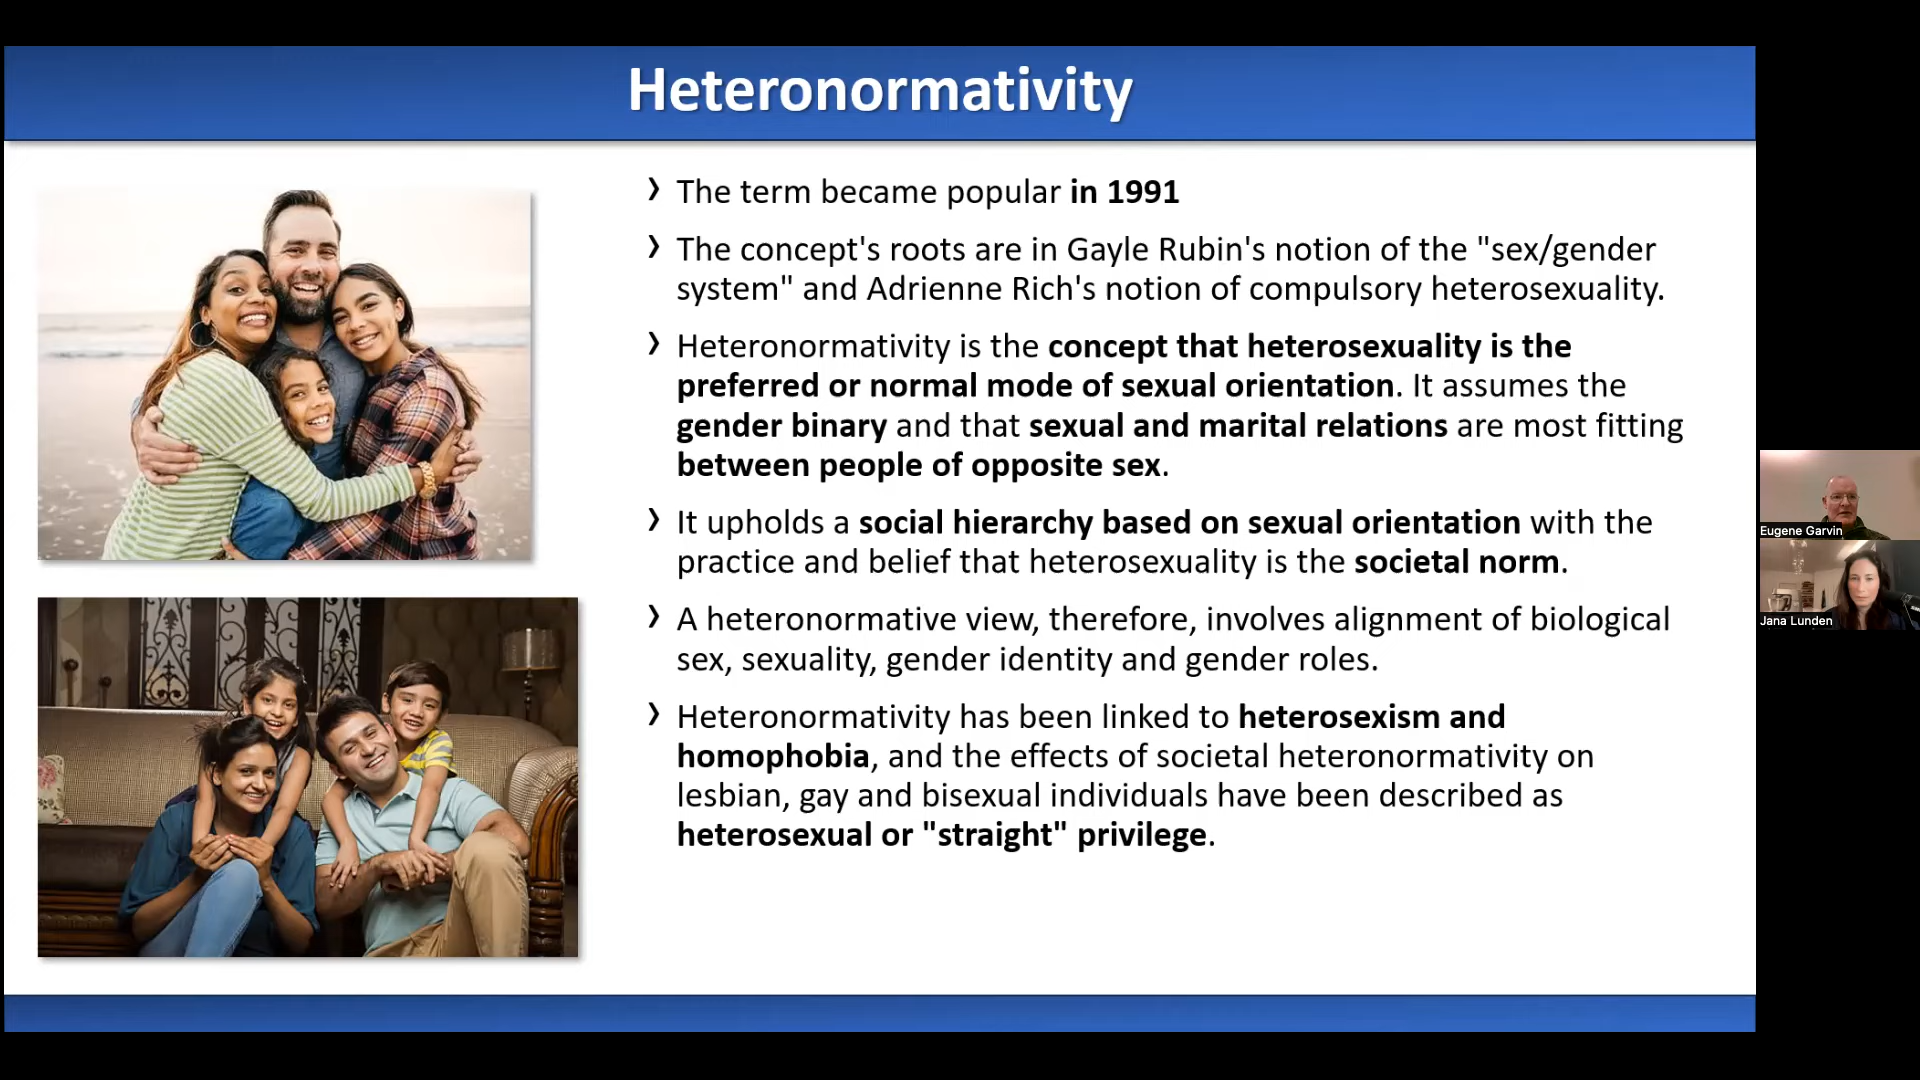 Heteronormativity
› The term became popular in 1991
› The concept's roots are in Gayle Rubin's notion of the "sex/gender
system" and Adrienne Rich's notion of compulsory heterosexuality.
› Heteronormativity is the concept that heterosexuality is the
preferred or normal mode of sexual orientation. It assumes the
gender binary and that sexual and marital relations are most fitting
between people of opposite sex.
› It upholds a social hierarchy based on sexual orientation with the
practice and belief that heterosexuality is the societal norm.
› A heteronormative view, therefore, involves alignment of biological
sex, sexuality, gender identity and gender roles.
› Heteronormativity has been linked to heterosexism and
homophobia, and the effects of societal heteronormativity on
lesbian, gay and bisexual individuals have been described as
heterosexual or "straight" privilege.
Eugene Garvin
Jana Lunden